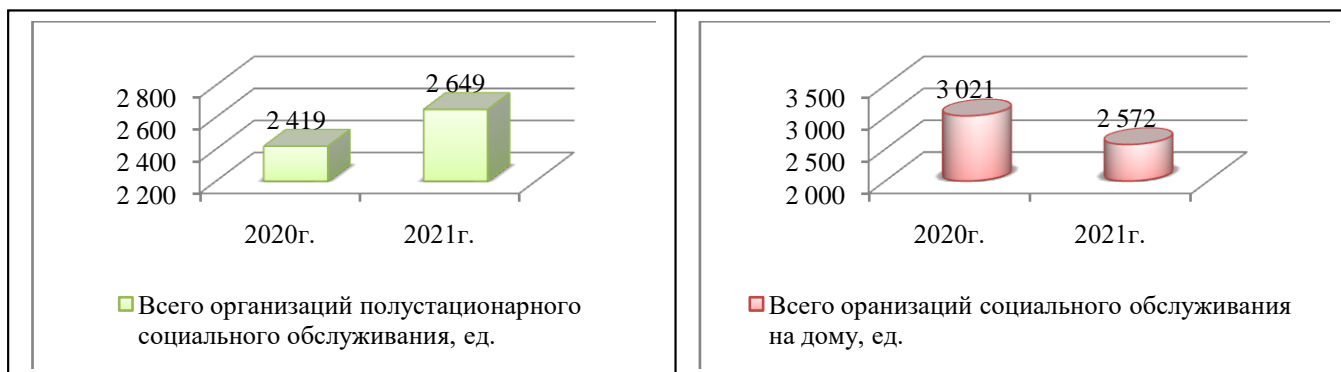 2 800
2 600
2 400
2 200
2 419
2 649
2020г.
2021г.
Всего организаций полустационарного
социального обслуживания, ед.
3 500
3 000
2 500
2 000
3 021
2 572
2020г.
2021г.
Всего оранизаций социального обслуживания
на дому, ед.